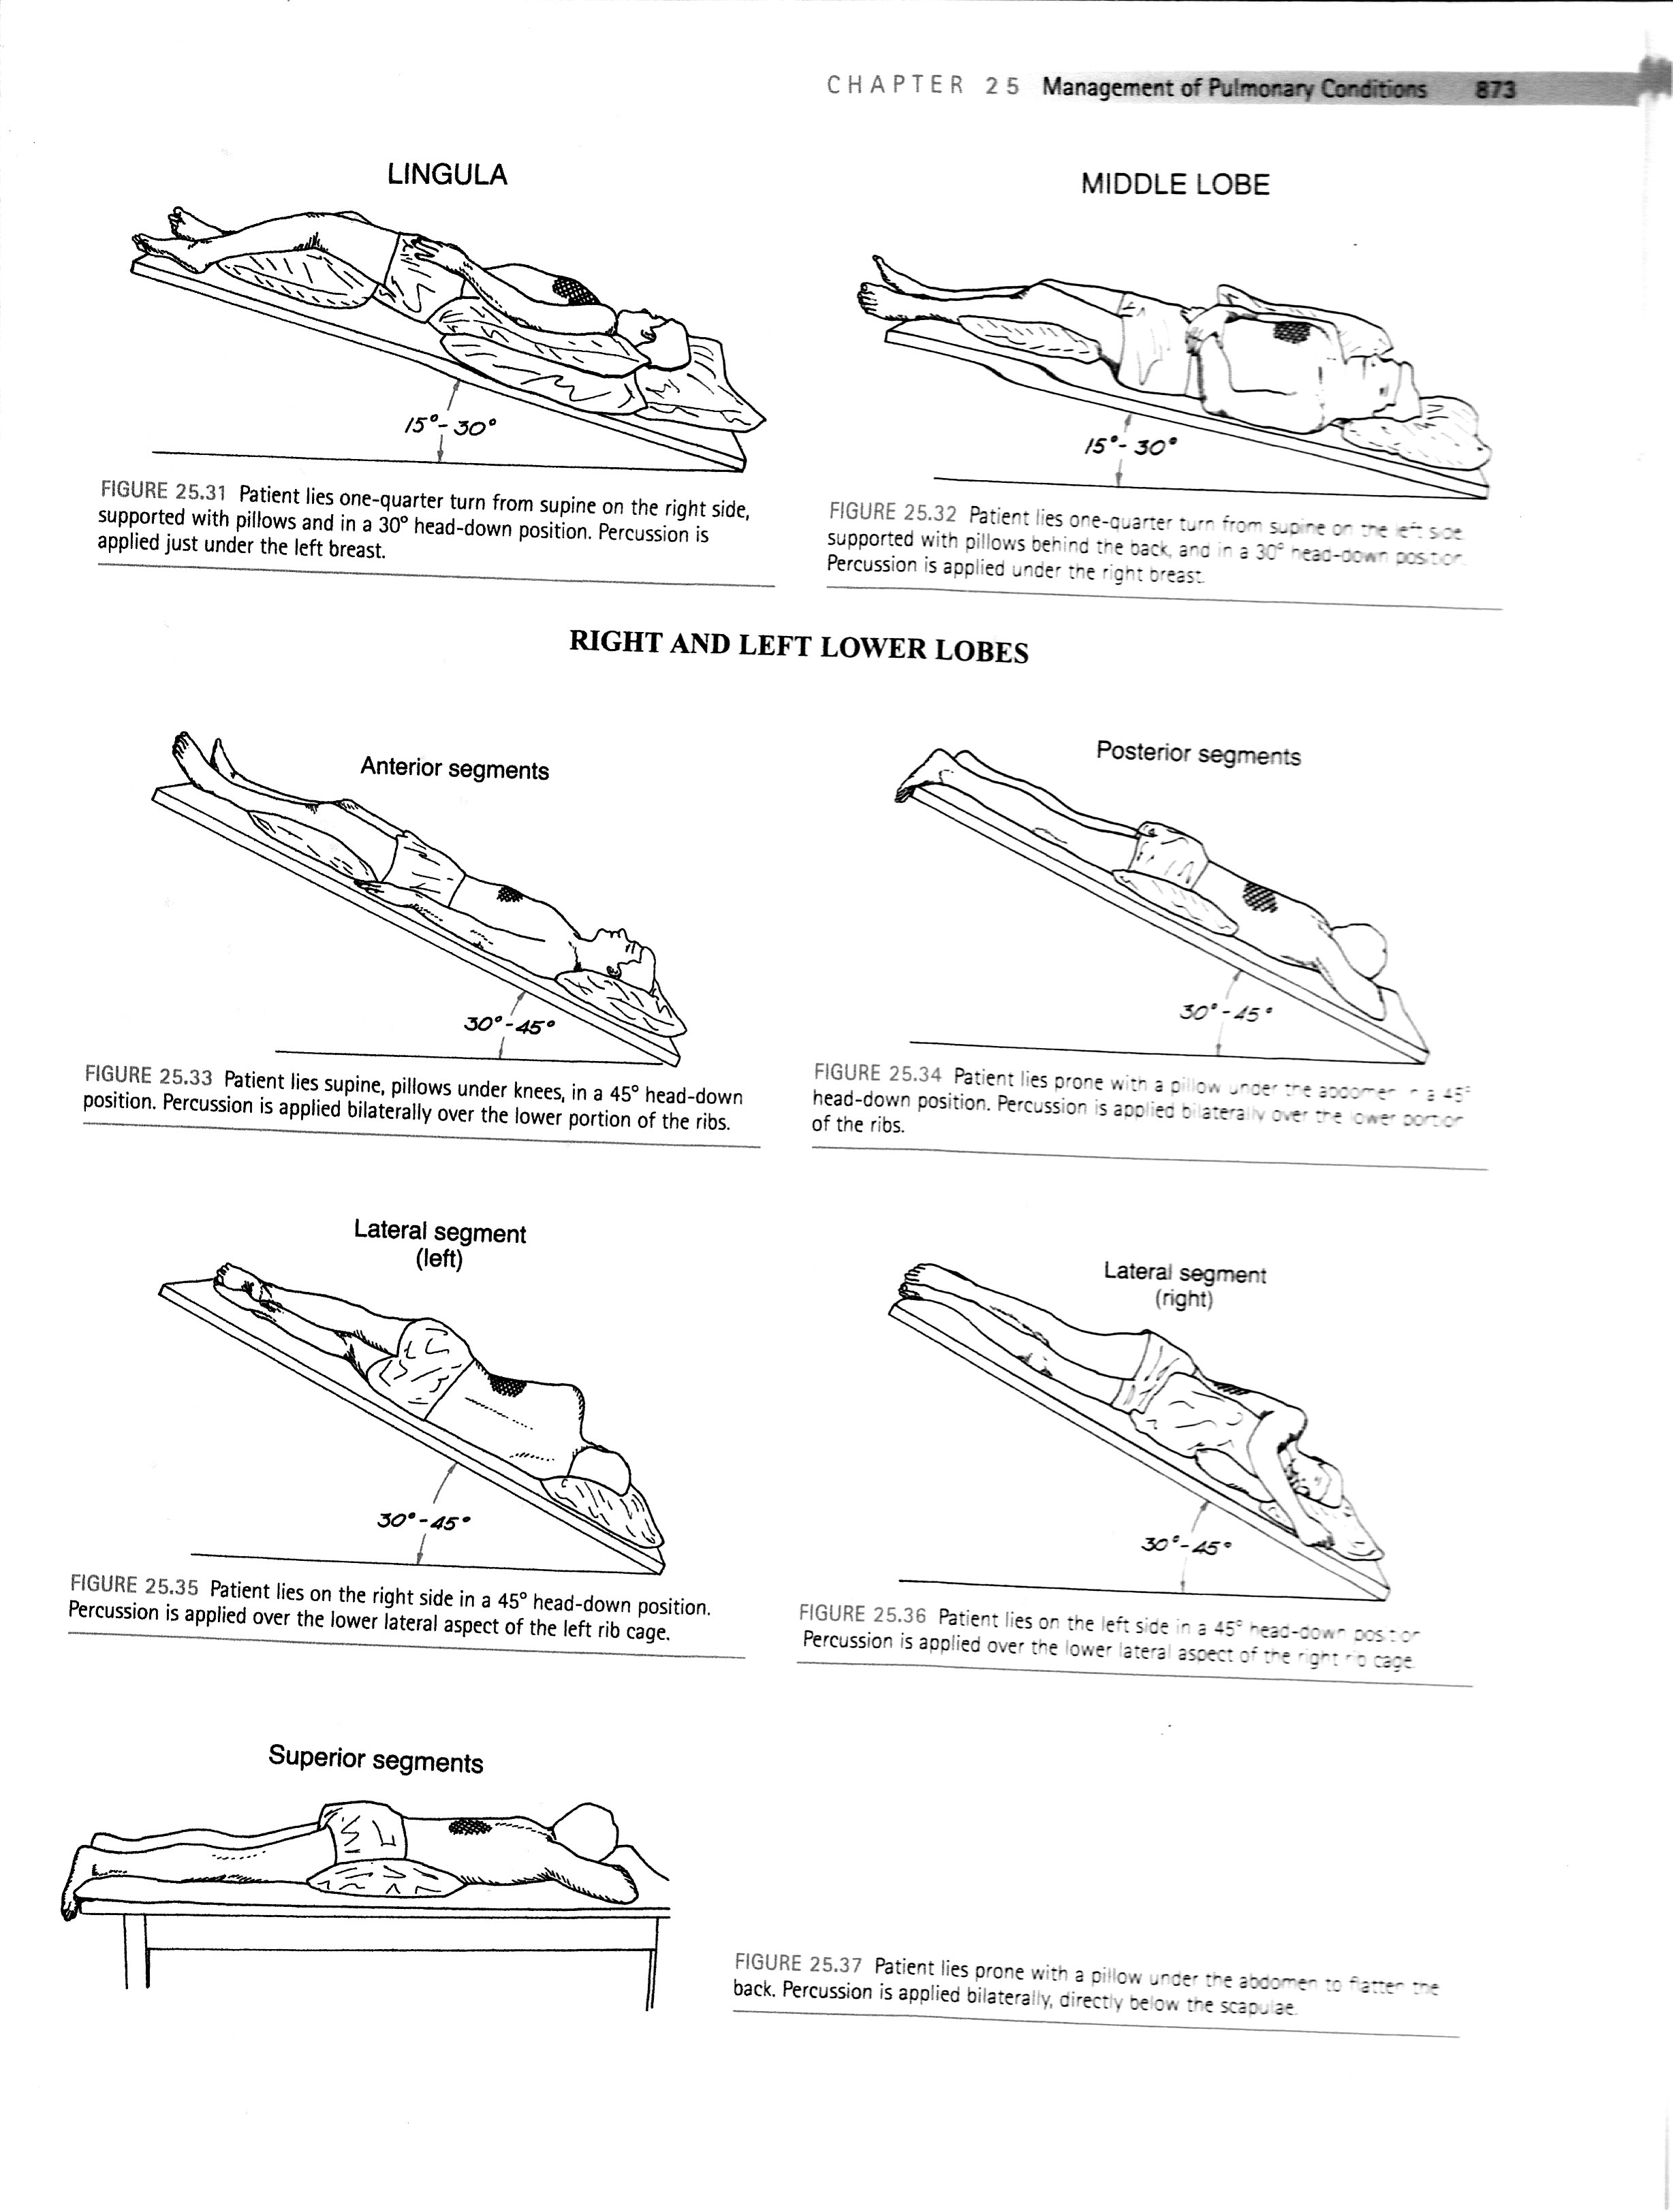 CHAPTER 25 Management of Pulmonary Conditions 873
LINGULA
15°- 30°
FIGURE 25.31 Patient lies one-quarter turn from supine on the right side,
supported with pillows and in a 30° head-down position. Percussion is
applied just under the left breast.
MIDDLE LOBE
15°- 30°
FIGURE 25.32 Patient lies one-quarter turn from supine on the left side
supported with pillows behind the back, and in a 30° head-down position.
Percussion is applied under the right breast.
RIGHT AND LEFT LOWER LOBES
Anterior segments
30°-45°
FIGURE 25.33 Patient lies supine, pillows under knees, in a 45° head-down
position. Percussion is applied bilaterally over the lower portion of the ribs.
Posterior segments
30°-45°
FIGURE 25.34 Patient lies prone with a pillow under the abdomen in a 45°
head-down position. Percussion is applied bilaterally over the lower portion
of the ribs.
Lateral segment
(left)
30°-45°
FIGURE 25.35 Patient lies on the right side in a 45° head-down position.
Percussion is applied over the lower lateral aspect of the left rib cage.
Lateral segment
(right)
30°-45°
FIGURE 25.36 Patient lies on the left side in a 45° head-down position
Percussion is applied over the lower lateral aspect of the right rib cage.
Superior segments
FIGURE 25.37 Patient lies prone with a pillow under the abdomen to flatten the
back. Percussion is applied bilaterally, directly below the scapulae.